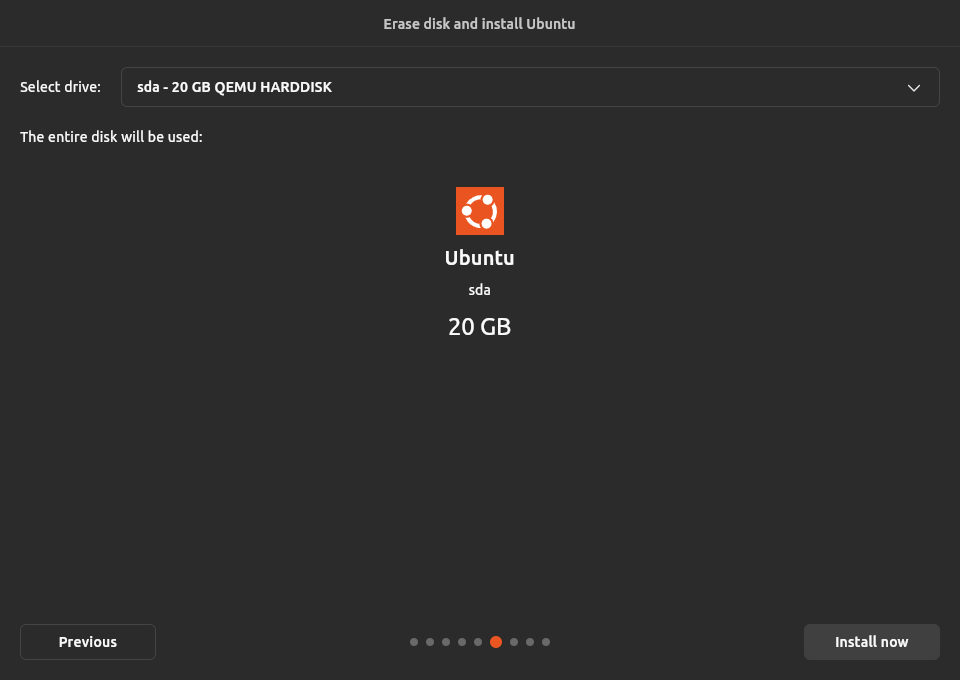 Erase disk and install Ubuntu
Select drive: sda - 20 GB QEMU HARDDISK
The entire disk will be used:
Ubuntu
sda
20 GB
Previous Install now